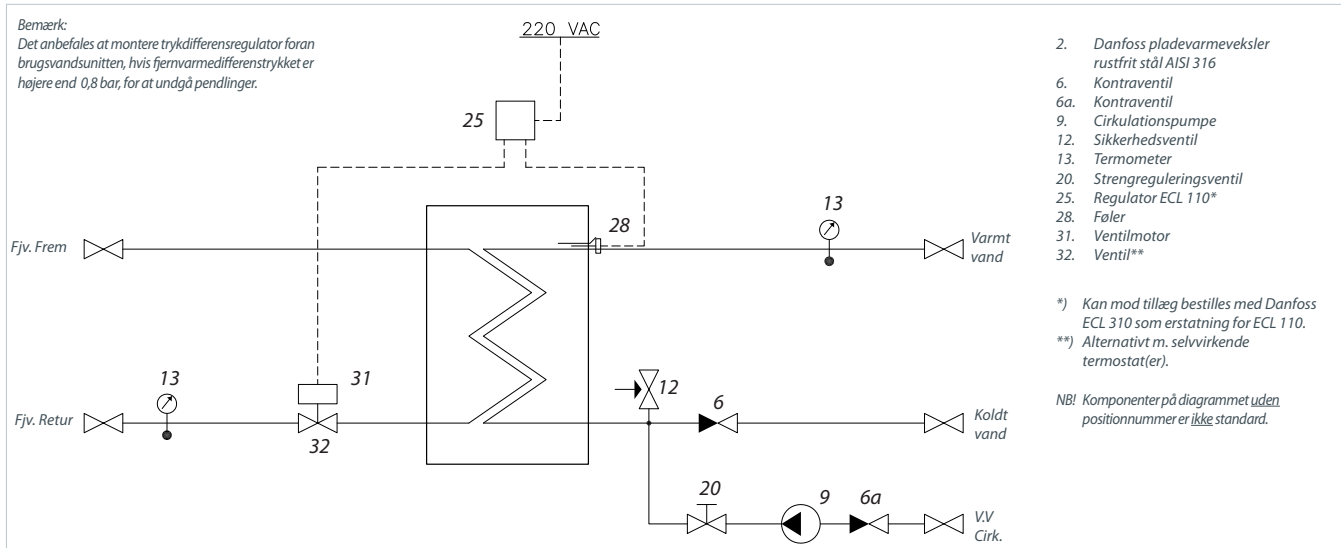 Bemærk:
Det anbefales at montere trykdifferensregulator foran
brugsvandsunitten, hvis fjernvarmedifferenstrykket er
højere end 0,8 bar, for at undgå pendlinger.
220 VAC
25
28
13
Fjv. Frem
Varmt
vand
13
31
32
12
6
Fjv. Retur
Koldt
vand
20
9
6a
V.V
Cirk.
2. Danfoss pladevarmeveksler
rustfrit stål AISI 316
6. Kontraventil
6a. Kontraventil
9. Cirkulationspumpe
12. Sikkerhedsventil
13. Termometer
20. Strengreguleringsventil
25. Regulator ECL 110*
28. Føler
31. Ventilmotor
32. Ventil**
*) Kan mod tillæg bestilles med Danfoss
ECL 310 som erstatning for ECL 110.
**) Alternativt m. selvvirkende
termostat(er).
NB! Komponenter på diagrammet uden
positionnummer er ikke standard.